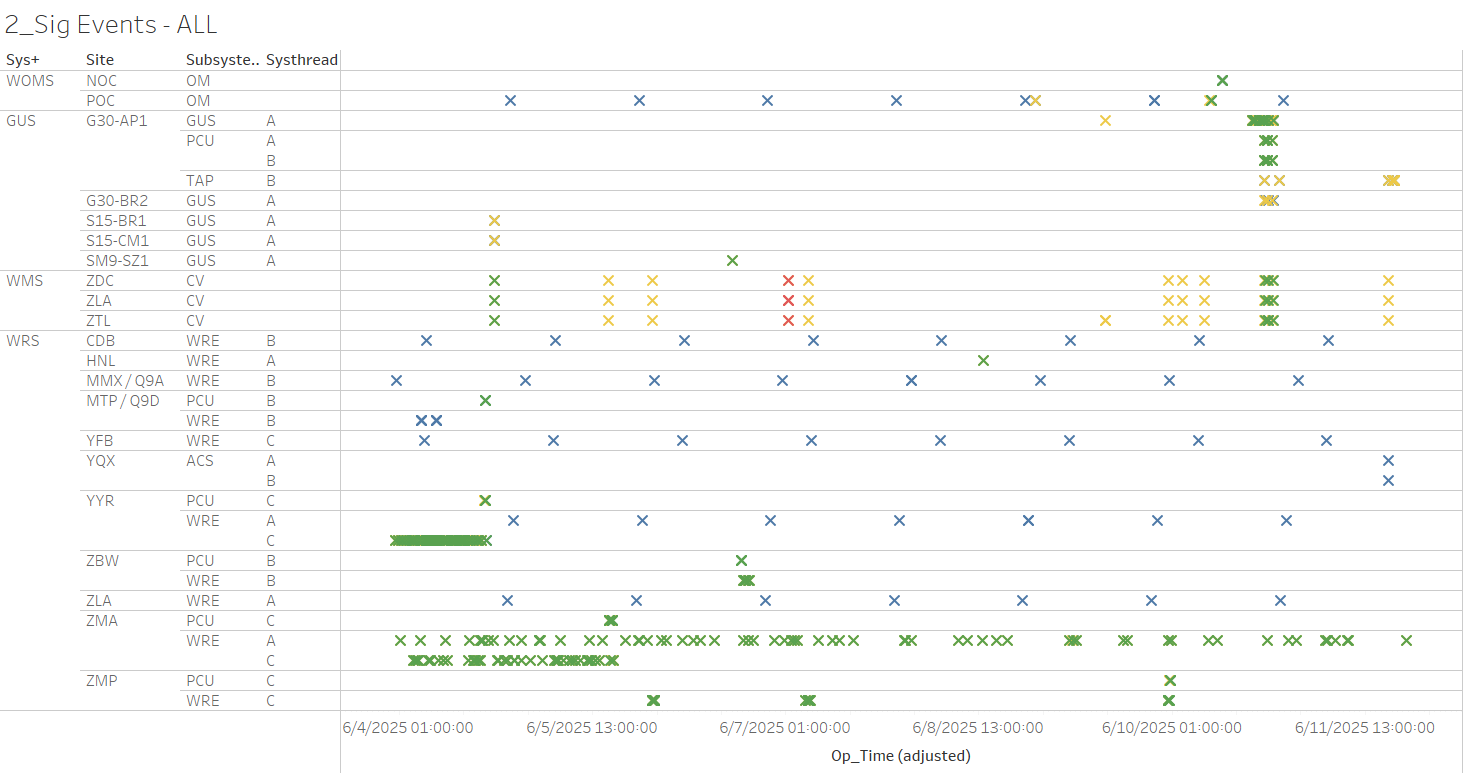 2_Sig Events - ALL
Sys+ Site Subsyste.. Systhread
WOMS NOC OM
POC OM
GUS G30-AP1 GUS A
PCU A
B
TAP B
G30-BR2 GUS A
S15-BR1 GUS A
S15-CM1 GUS A
SM9-SZ1 GUS A
WMS ZDC CV
ZLA CV
ZTL CV
WRS CDB WRE B
HNL WRE A
MMX / Q9A WRE B
MTP / Q9D PCU B
WRE B
YFB WRE C
YQX ACS A
B
YYR PCU C
WRE A
C
ZBW PCU B
WRE B
ZLA WRE A
ZMA PCU C
WRE A
C
ZMP PCU C
WRE C
6/4/2025 01:00:00 6/5/2025 13:00:00 6/7/2025 01:00:00 6/8/2025 13:00:00 6/10/2025 01:00:00 6/11/2025 13:00:00
Op_Time (adjusted)